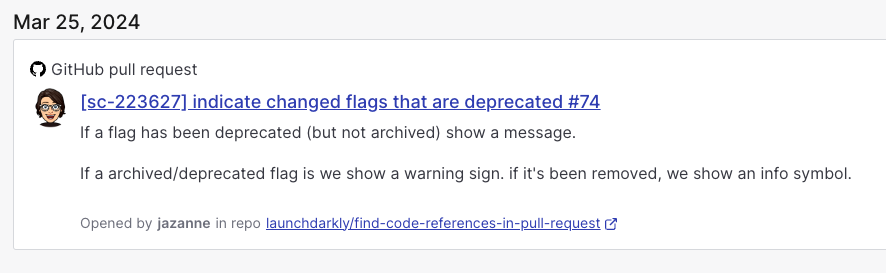 Mar 25, 2024
GitHub pull request
[sc-223627] indicate changed flags that are deprecated #74
If a flag has been deprecated (but not archived) show a message.
If a archived/deprecated flag is we show a warning sign. if it's been removed, we show an info symbol.
Opened by jazanne in repo launchdarkly/find-code-references-in-pull-request